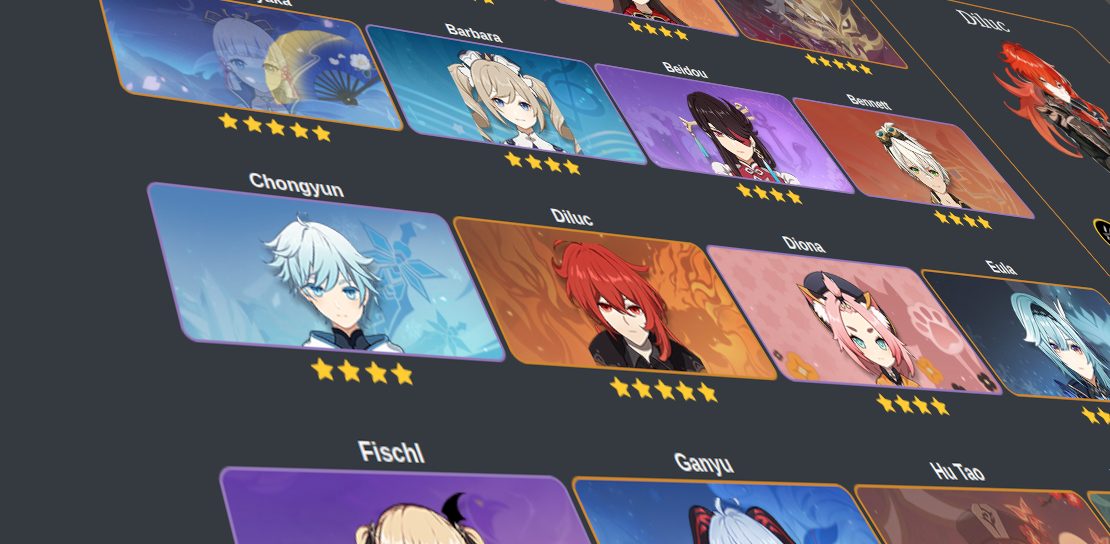 Barbara
Beidou
Bennett
Diluc
Chongyun
Diluc
Diona
Eula
Fischl
Ganyu
Hu Tao